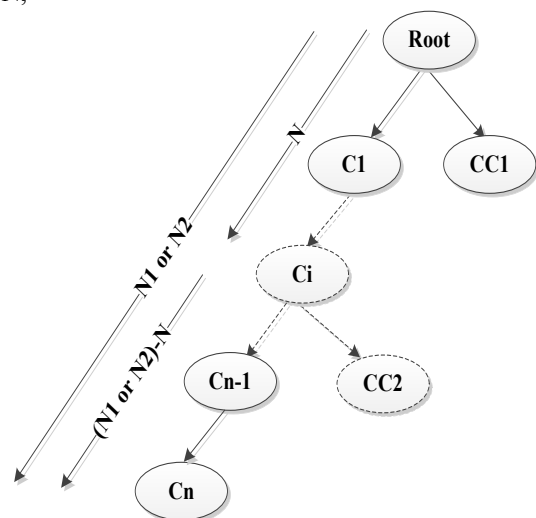 Root
N
C1
CC1
N1 or N2
Ci
(N1 or N2)-N
Cn-1
CC2
Cn